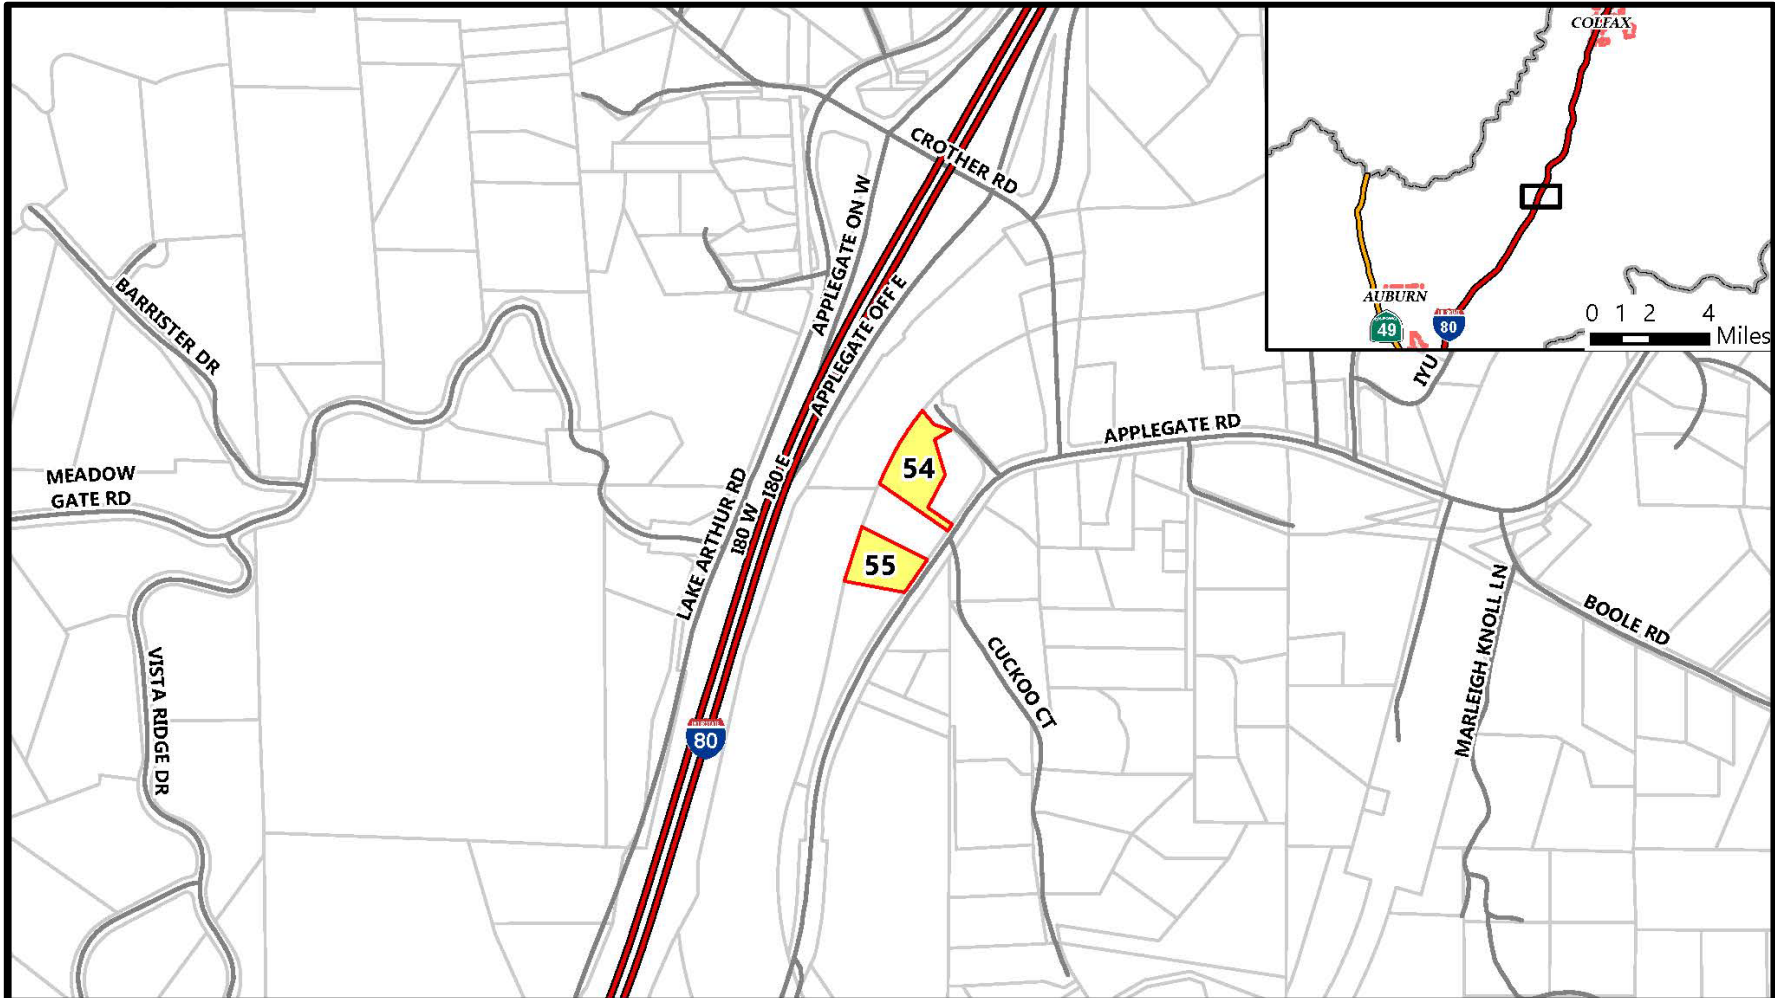 COLFAX
CROTHER RD
APPLEGATE ON W
APPLEGATE OFF E
BARRISTER DR
AUBURN
49
80
0 1 2 4
Miles
IYU
APPLEGATE RD
54
MEADOW
GATE RD
I80 E
I80 W
LAKE ARTHUR RD
55
BOOLE RD
MARLEIGH KNOLL LN
CUCKOO CT
VISTA RIDGE DR
80